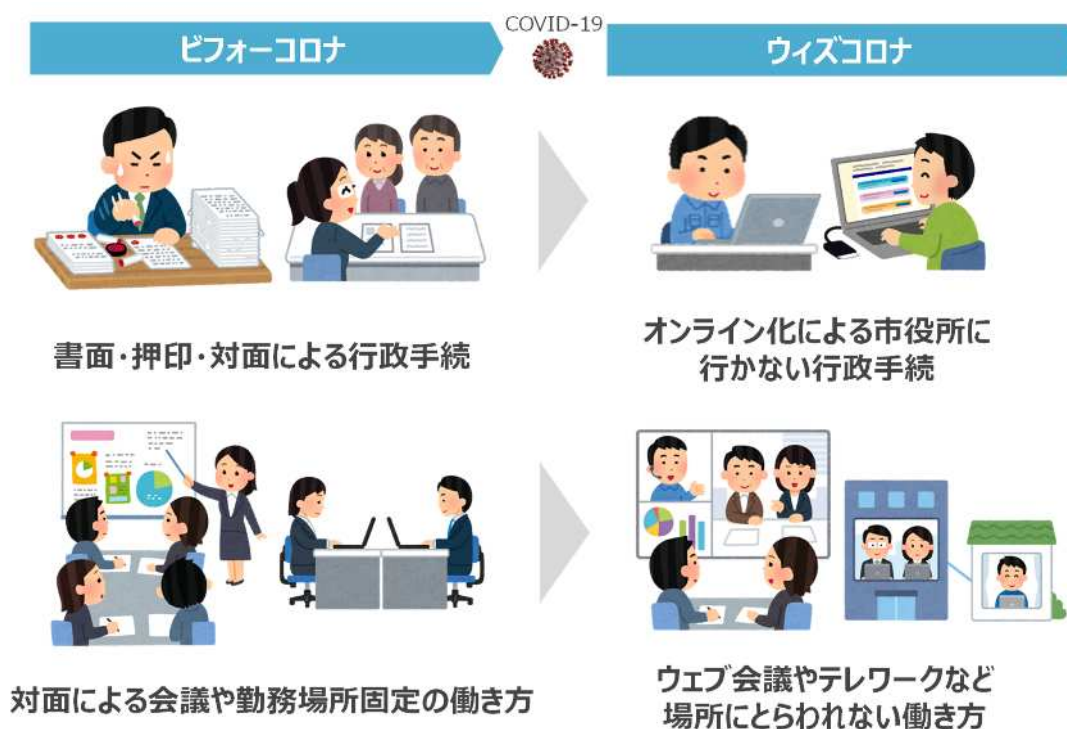 ビフォーコロナ
COVID-19
ウィズコロナ
書面・押印・対面による行政手続
オンライン化による市役所に
行かない行政手続
対面による会議や勤務場所固定の働き方
ウェブ会議やテレワークなど
場所にとらわれない働き方